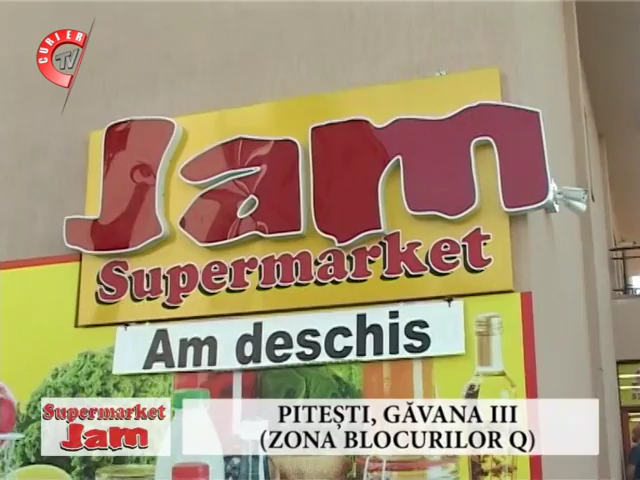 CURIER
TV
Jam
Supermarket
Am deschis
Supermarket
Jam
PITEȘTI, GĂVANA III
(ZONA BLOCURILOR Q)